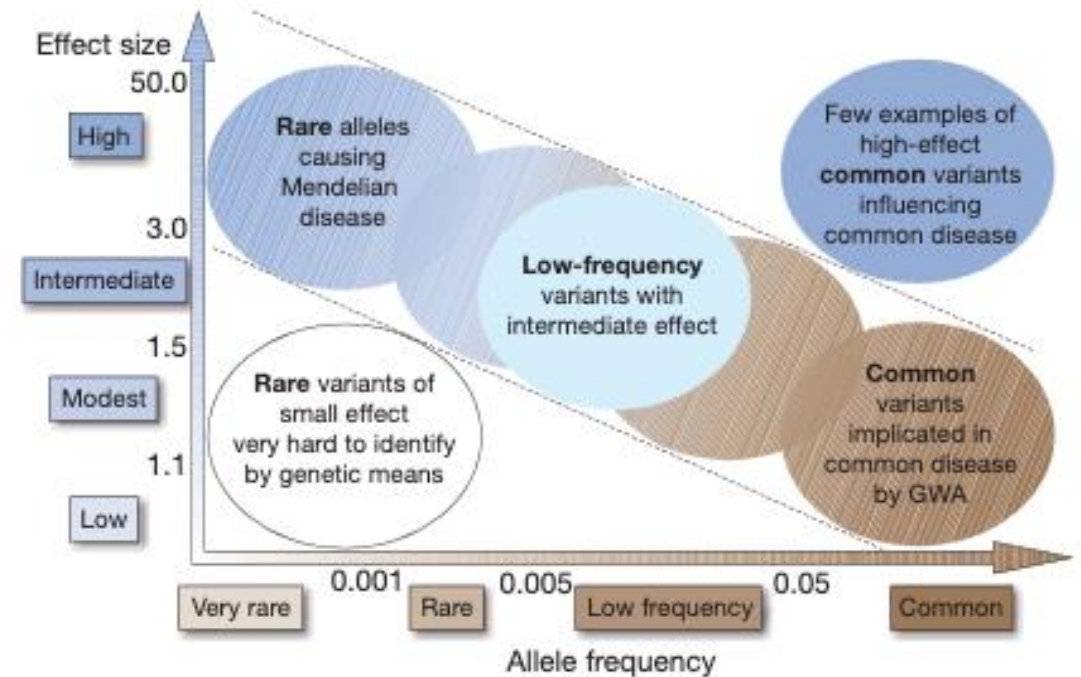 Effect size
50.0
High
3.0
Intermediate
1.5
Modest
1.1
Low
Rare alleles
causing
Mendelian
disease
Few examples of
high-effect
common variants
influencing
common disease
Low-frequency
variants with
intermediate effect
Rare variants of
small effect
very hard to identify
by genetic means
Common
variants
implicated in
common disease
by GWA
0.001
0.005
0.05
Very rare
Rare
Low frequency
Common
Allele frequency